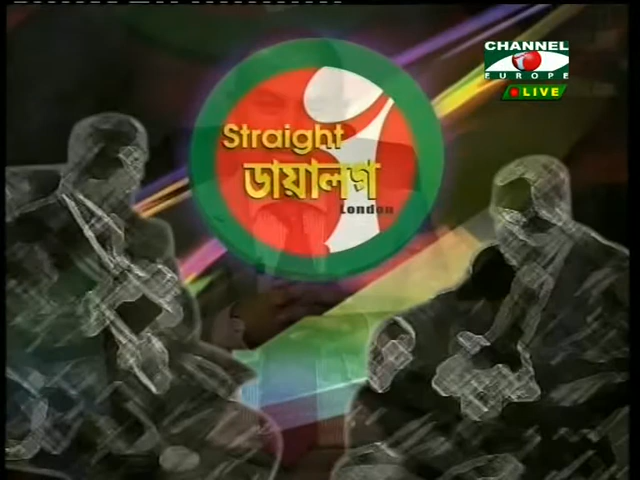 CHANNEL
i
EUROPE
LIVE
Straight
ডায়ালগ
London